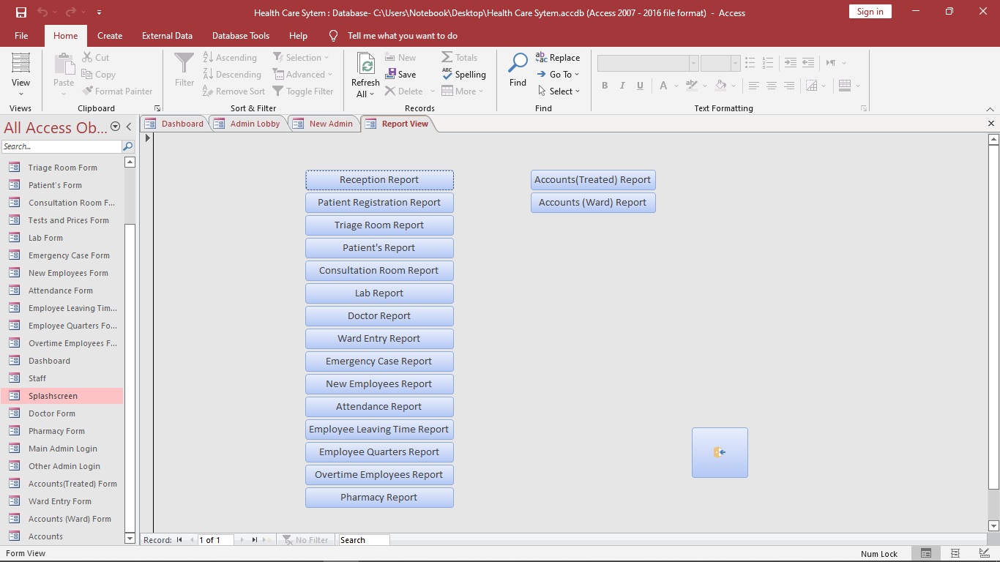 Health Care Sytem : Database- C:\Users\Notebook\Desktop\Health Care Sytem.accdb (Access 2007 - 2016 file format) - Access
Sign in
File Home Create External Data Database Tools Help Tell me what you want to do
View
Views
Paste
Cut
Copy
Format Painter
Clipboard
Filter
Ascending
Descending
Remove Sort
Selection
Advanced
Toggle Filter
Sort & Filter
Refresh
All
New
Save
Delete
Totals
Spelling
More
Records
Find
Replace
Go To
Select
Find
B I U A
Text Formatting
All Access Ob...
Search...
Triage Room Form
Patient's Form
Consultation Room F...
Tests and Prices Form
Lab Form
Emergency Case Form
New Employees Form
Attendance Form
Employee Leaving Tim...
Employee Quarters Fo...
Overtime Employees F...
Dashboard
Staff
Splashscreen
Doctor Form
Pharmacy Form
Main Admin Login
Other Admin Login
Accounts(Treated) Form
Ward Entry Form
Accounts (Ward) Form
Accounts
Dashboard Admin Lobby New Admin Report View
Reception Report
Patient Registration Report
Triage Room Report
Patient's Report
Consultation Room Report
Lab Report
Doctor Report
Ward Entry Report
Emergency Case Report
New Employees Report
Attendance Report
Employee Leaving Time Report
Employee Quarters Report
Overtime Employees Report
Pharmacy Report
Accounts(Treated) Report
Accounts (Ward) Report
Record: 1 of 1 No Filter Search
Form View
Num Lock